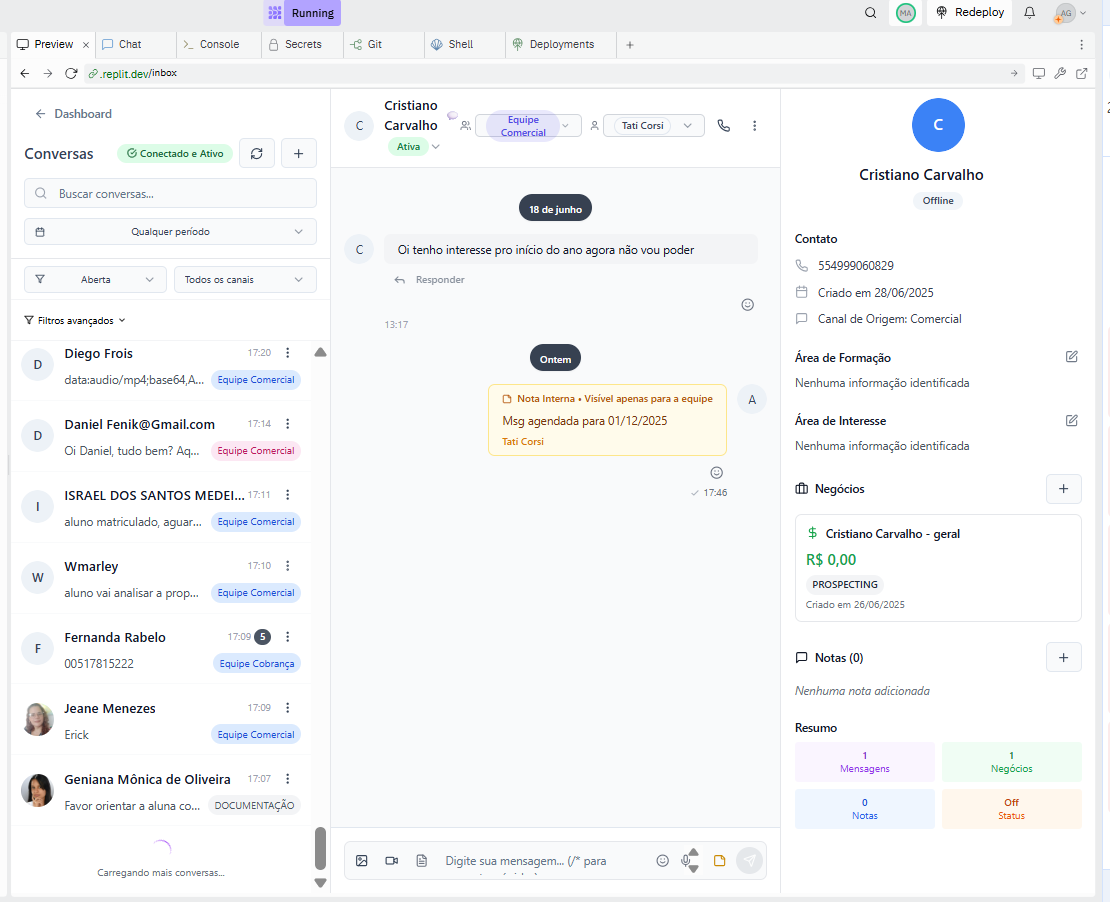 Running
MA
Redeploy
AG
Preview
Chat
Console
Secrets
Git
Shell
Deployments
.replit.dev/inbox
Dashboard
Conversas
Conectado e Ativo
Buscar conversas...
Qualquer período
Aberta
Todos os canais
Filtros avançados
D
Diego Frois
17:20
data:audio/mp4;base64,A...
Equipe Comercial
D
Daniel Fenik@Gmail.com
17:14
Oi Daniel, tudo bem? Aq...
Equipe Comercial
I
ISRAEL DOS SANTOS MEDEI...
17:11
aluno matriculado, aguar...
Equipe Comercial
W
Wmarley
17:10
aluno vai analisar a prop...
Equipe Comercial
F
Fernanda Rabelo
17:09
5
00517815222
Equipe Cobrança
Jeane Menezes
17:09
Erick
Equipe Comercial
Geniana Mônica de Oliveira
17:07
Favor orientar a aluna co...
DOCUMENTAÇÃO
Carregando mais conversas...
C
Cristiano
Carvalho
Ativa
Equipe
Comercial
Tati Corsi
18 de junho
C
Oi tenho interesse pro início do ano agora não vou poder
Responder
13:17
Ontem
Nota Interna • Visível apenas para a equipe
Msg agendada para 01/12/2025
Tati Corsi
A
17:46
Digite sua mensagem... (/* para
C
Cristiano Carvalho
Offline
Contato
554999060829
Criado em 28/06/2025
Canal de Origem: Comercial
Área de Formação
Nenhuma informação identificada
Área de Interesse
Nenhuma informação identificada
Negócios
Cristiano Carvalho - geral
R$ 0,00
PROSPECTING
Criado em 26/06/2025
Notas (0)
Nenhuma nota adicionada
Resumo
1
Mensagens
1
Negócios
0
Notas
Off
Status